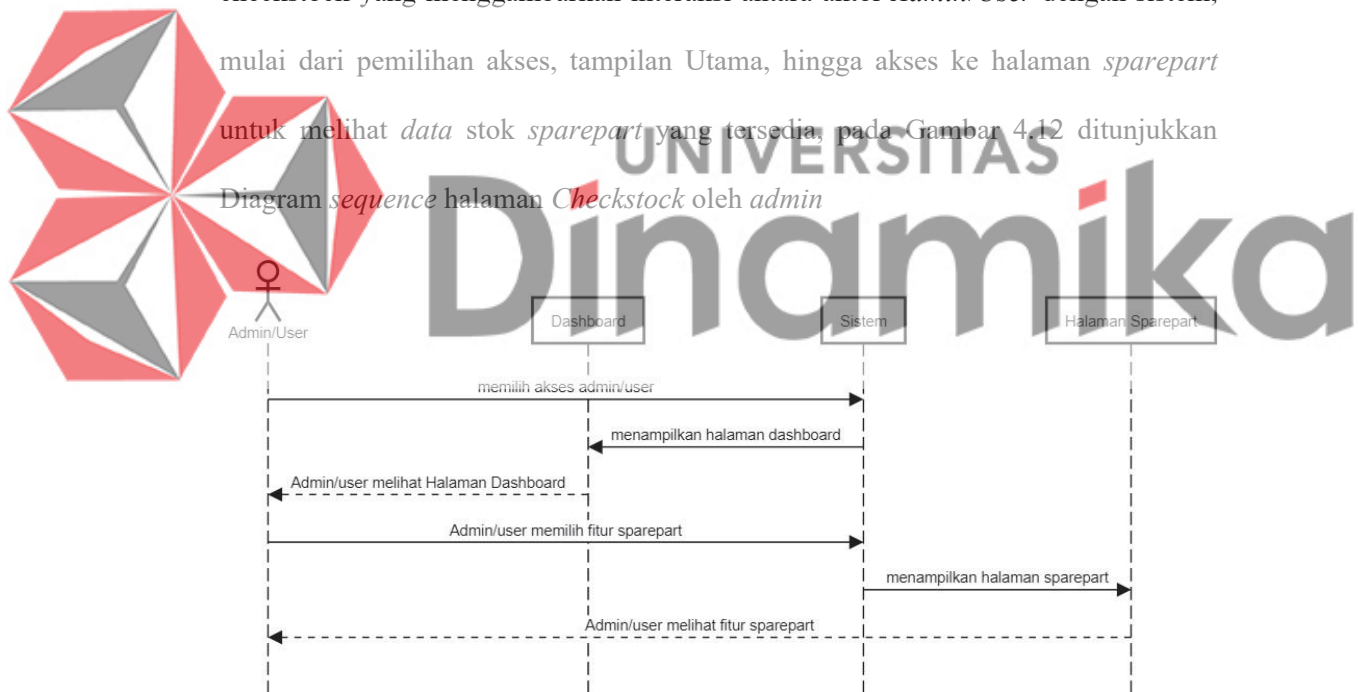 checkstock yang menggambarkan interaksi antara aktor Admin/User dengan sistem,
mulai dari pemilihan akses, tampilan Utama, hingga akses ke halaman sparepart
untuk melihat data stok sparepart yang tersedia, pada Gambar 4.12 ditunjukkan
Diagram sequence halaman Checkstock oleh admin
UNIVERSITAS
Dinamika
Admin/User
Dashboard
Sistem
Halaman Sparepart
memilih akses admin/user
menampilkan halaman dashboard
Admin/user melihat Halaman Dashboard
Admin/user memilih fitur sparepart
menampilkan halaman sparepart
Admin/user melihat fitur sparepart